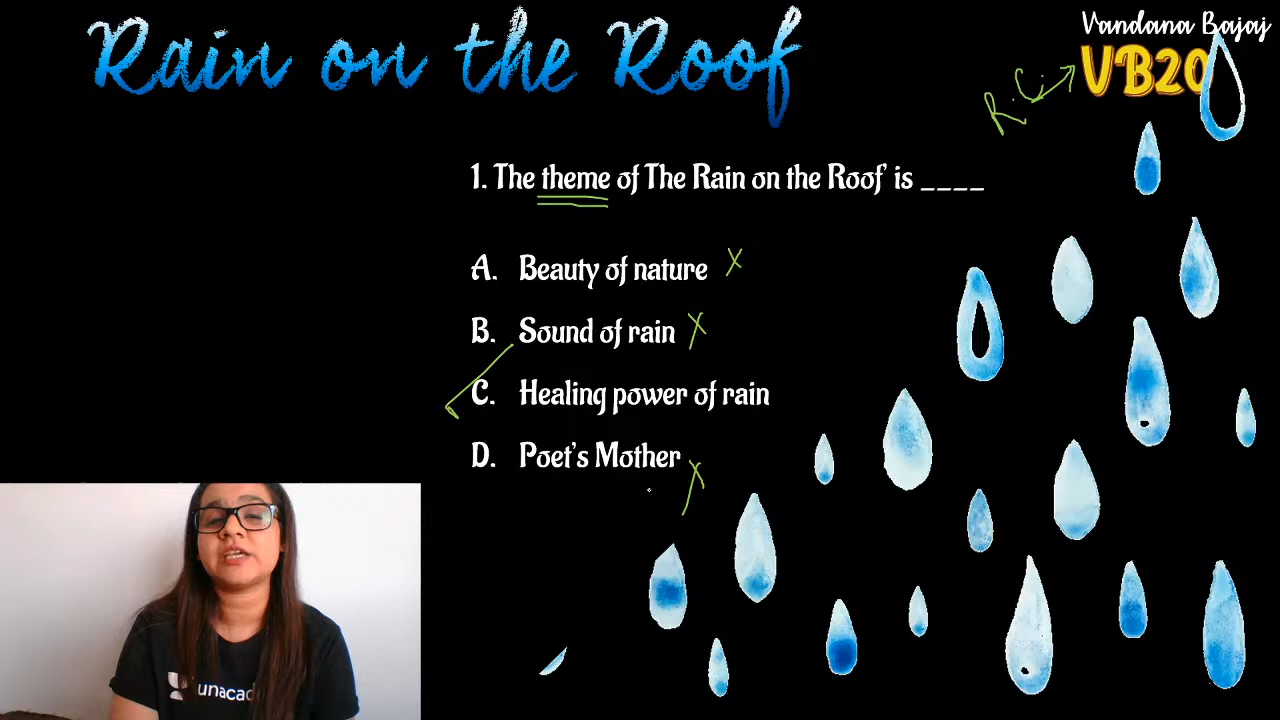 Rain on the Roof
Vandana Bajaj
VB20
R.C.
1. The theme of The Rain on the Roof is ____
A. Beauty of nature X
B. Sound of rain X
C. Healing power of rain
D. Poet's Mother X
unacad